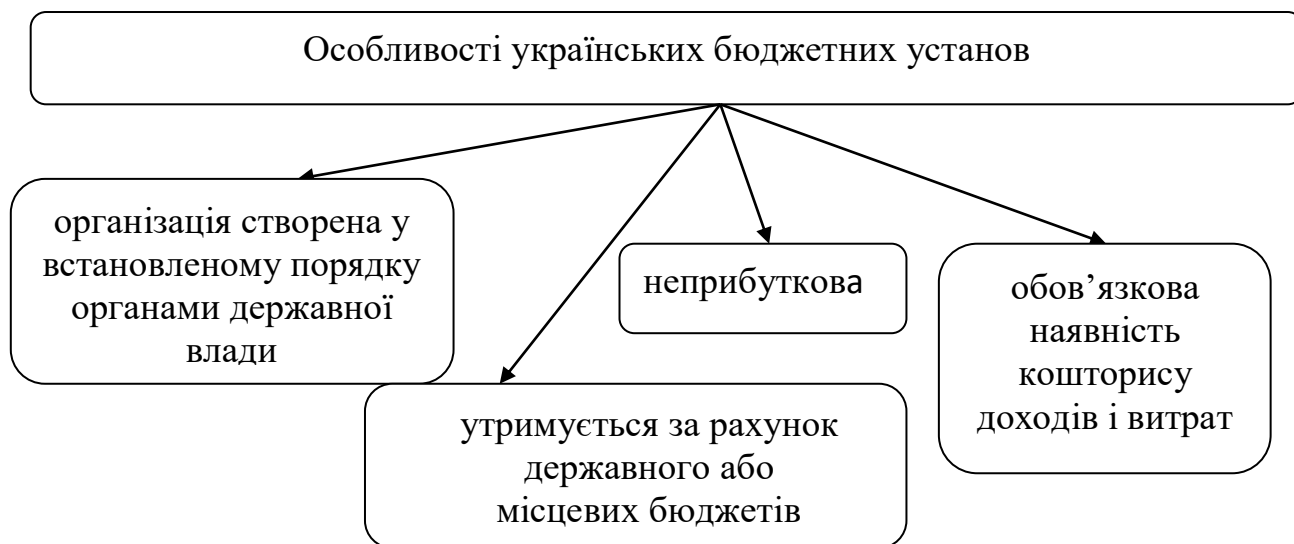 Особливості українських бюджетних установ
організація створена у
встановленому порядку
органами державної
влади
утримується за рахунок
державного або
місцевих бюджетів
неприбуткова
обов’язкова
наявність
кошторису
доходів і витрат